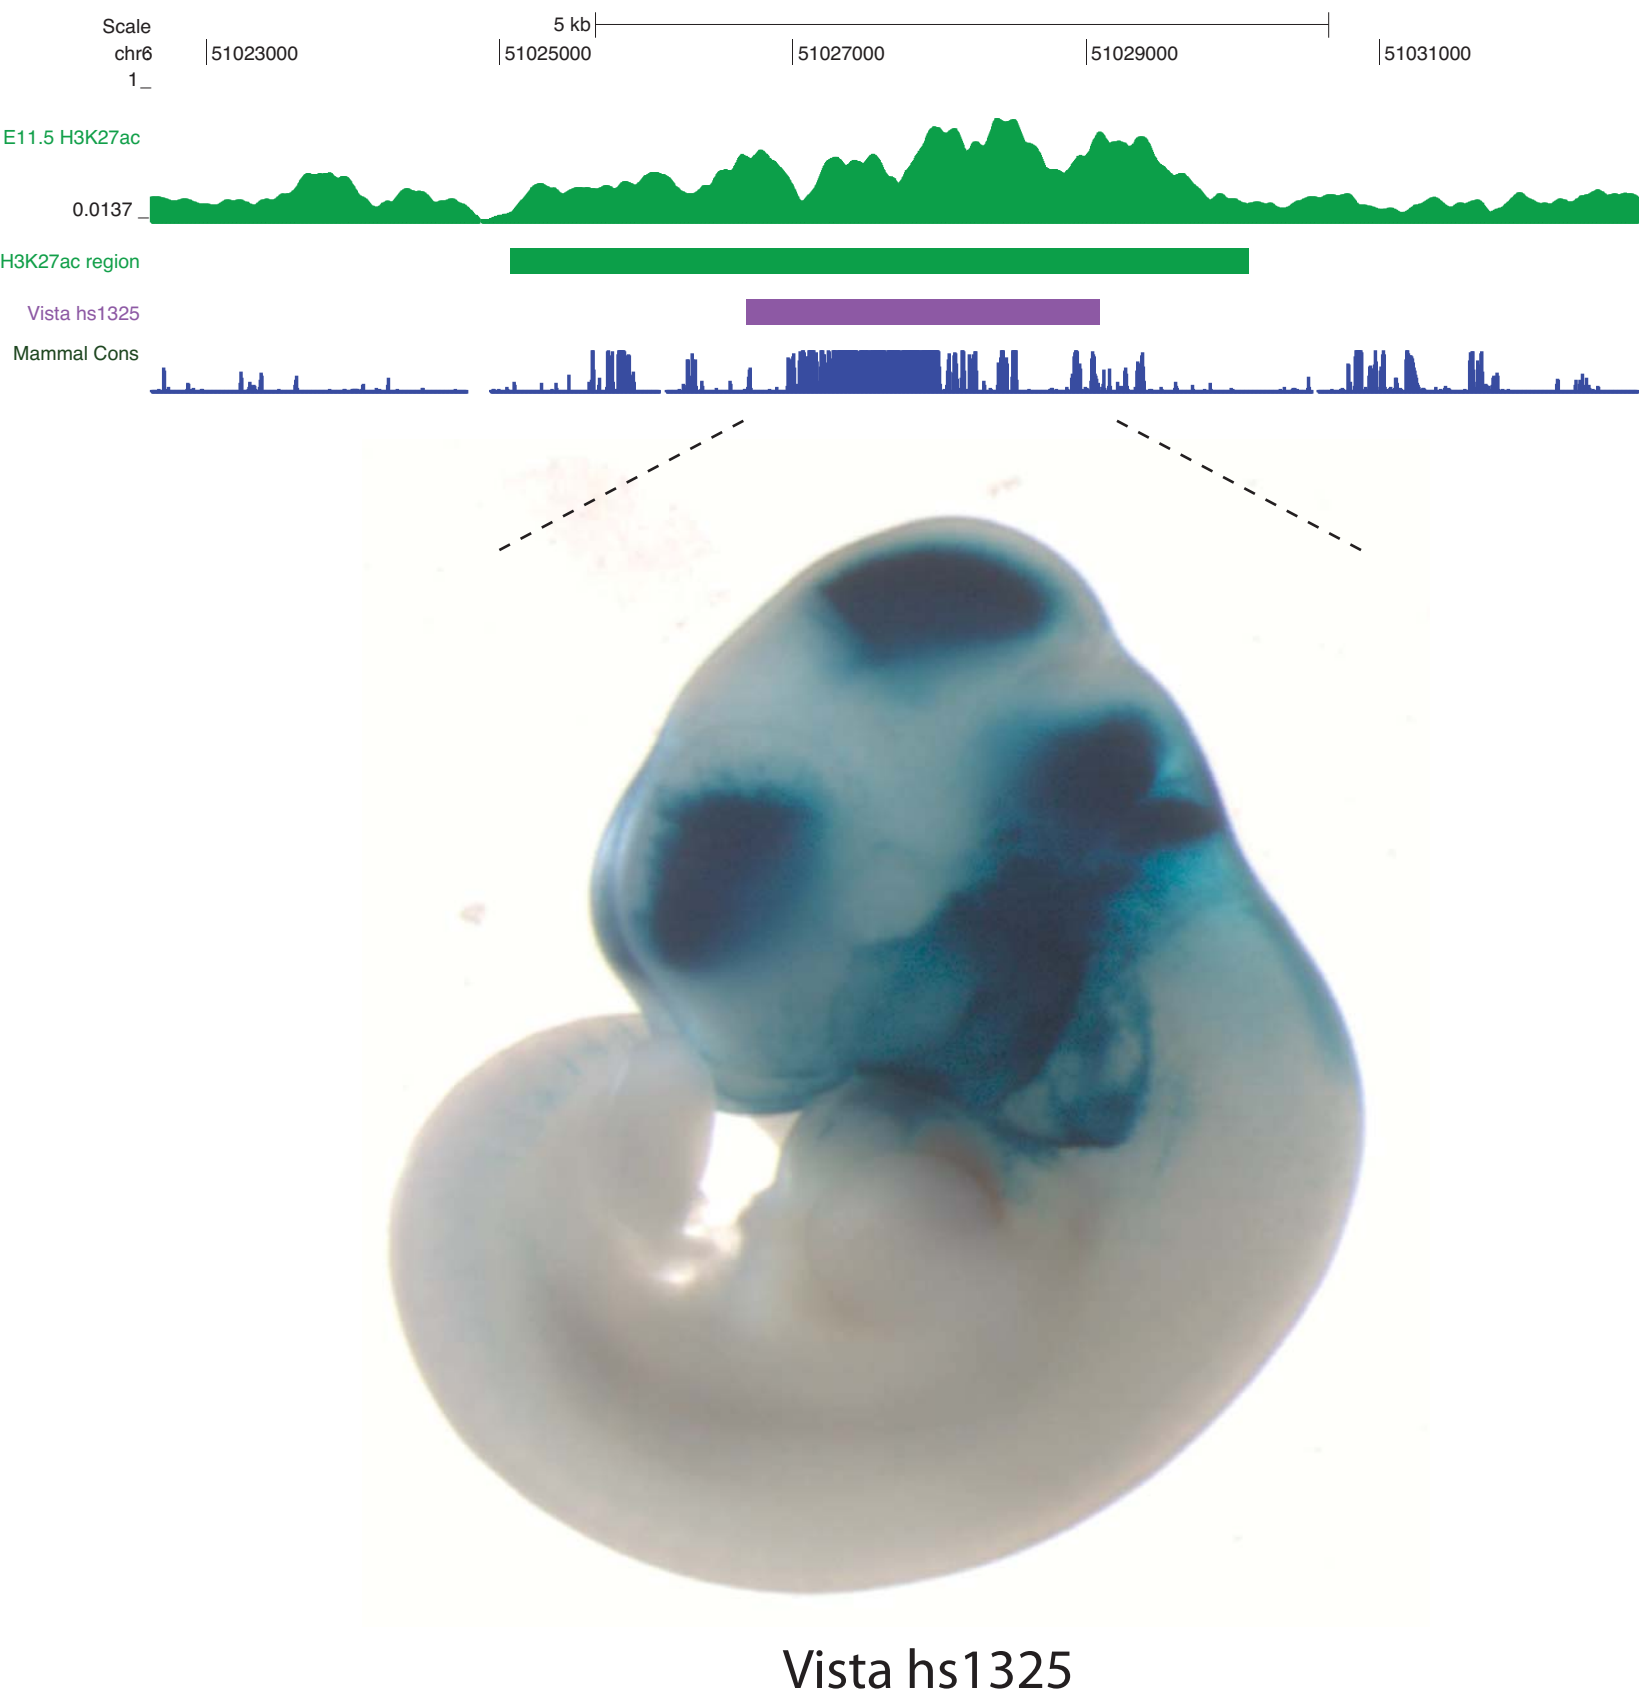 Scale 5 kb
chr6 51023000 51025000 51027000 51029000 51031000
1 _
E11.5 H3K27ac
0.0137 _
H3K27ac region
Vista hs1325
Mammal Cons
Vista hs1325